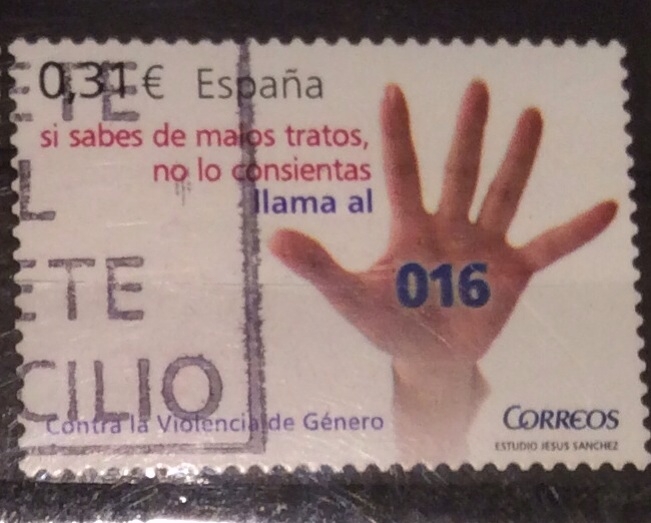 0,31 € España
si sabes de malos tratos,
no lo consientas
llama al
016
Contra la Violencia de Género
CORREOS
ESTUDIO JESUS SANCHEZ
ETE
ETE
CILIO